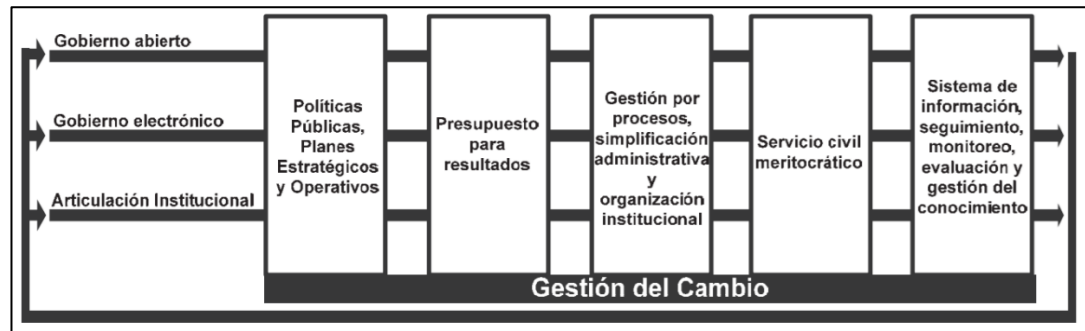 Gobierno abierto
Gobierno electrónico
Articulación Institucional
Políticas
Públicas,
Planes
Estratégicos
y Operativos
Presupuesto
para
resultados
Gestión por
procesos,
simplificación
administrativa
y
organización
institucional
Servicio civil
meritocrático
Sistema de
información,
seguimiento,
monitoreo,
evaluación y
gestión del
conocimiento
Gestión del Cambio